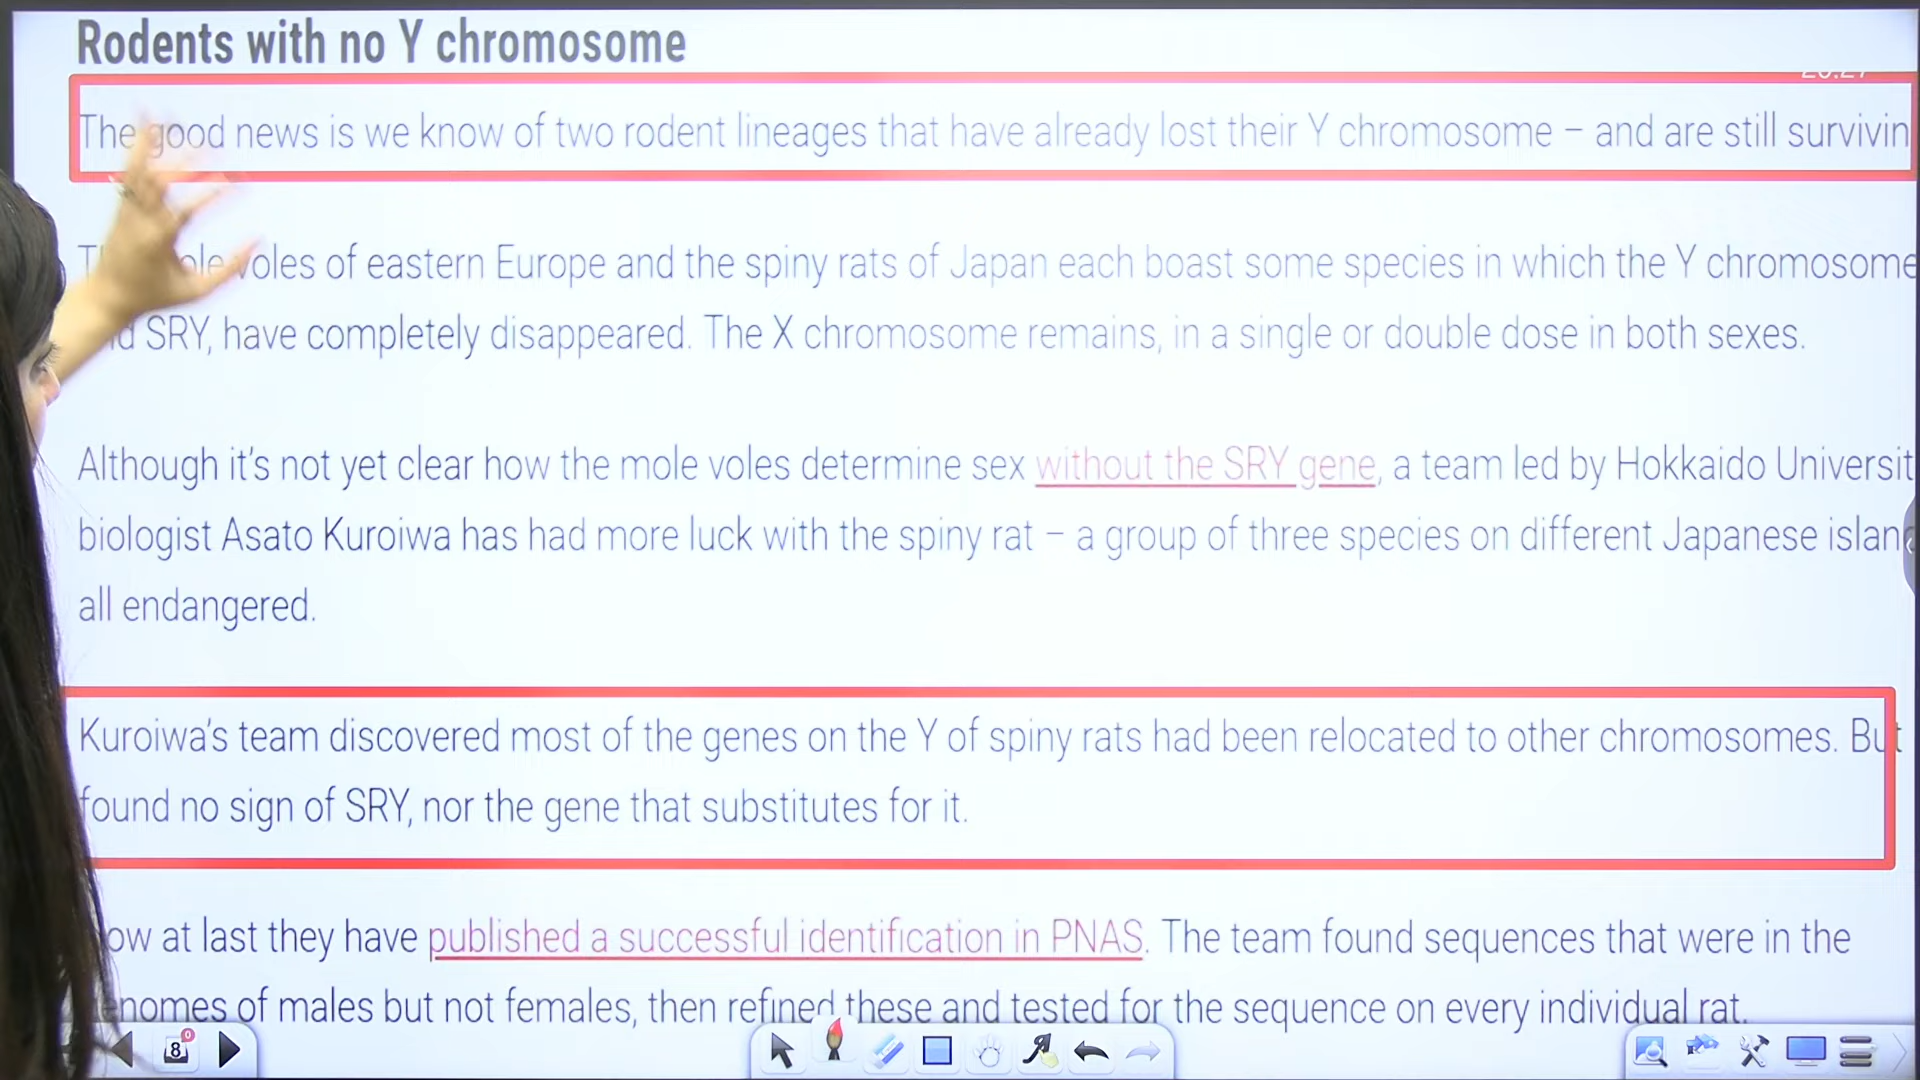 Rodents with no Y chromosome
The good news is we know of two rodent lineages that have already lost their Y chromosome – and are still survivin
voles of eastern Europe and the spiny rats of Japan each boast some species in which the Y chromosome
SRY, have completely disappeared. The X chromosome remains, in a single or double dose in both sexes.
Although it's not yet clear how the mole voles determine sex without the SRY gene, a team led by Hokkaido Universit
biologist Asato Kuroiwa has had more luck with the spiny rat – a group of three species on different Japanese islan
all endangered.
Kuroiwa's team discovered most of the genes on the Y of spiny rats had been relocated to other chromosomes. But
found no sign of SRY, nor the gene that substitutes for it.
ow at last they have published a successful identification in PNAS. The team found sequences that were in the
enomes of males but not females, then refined these and tested for the sequence on every individual rat.
8
0